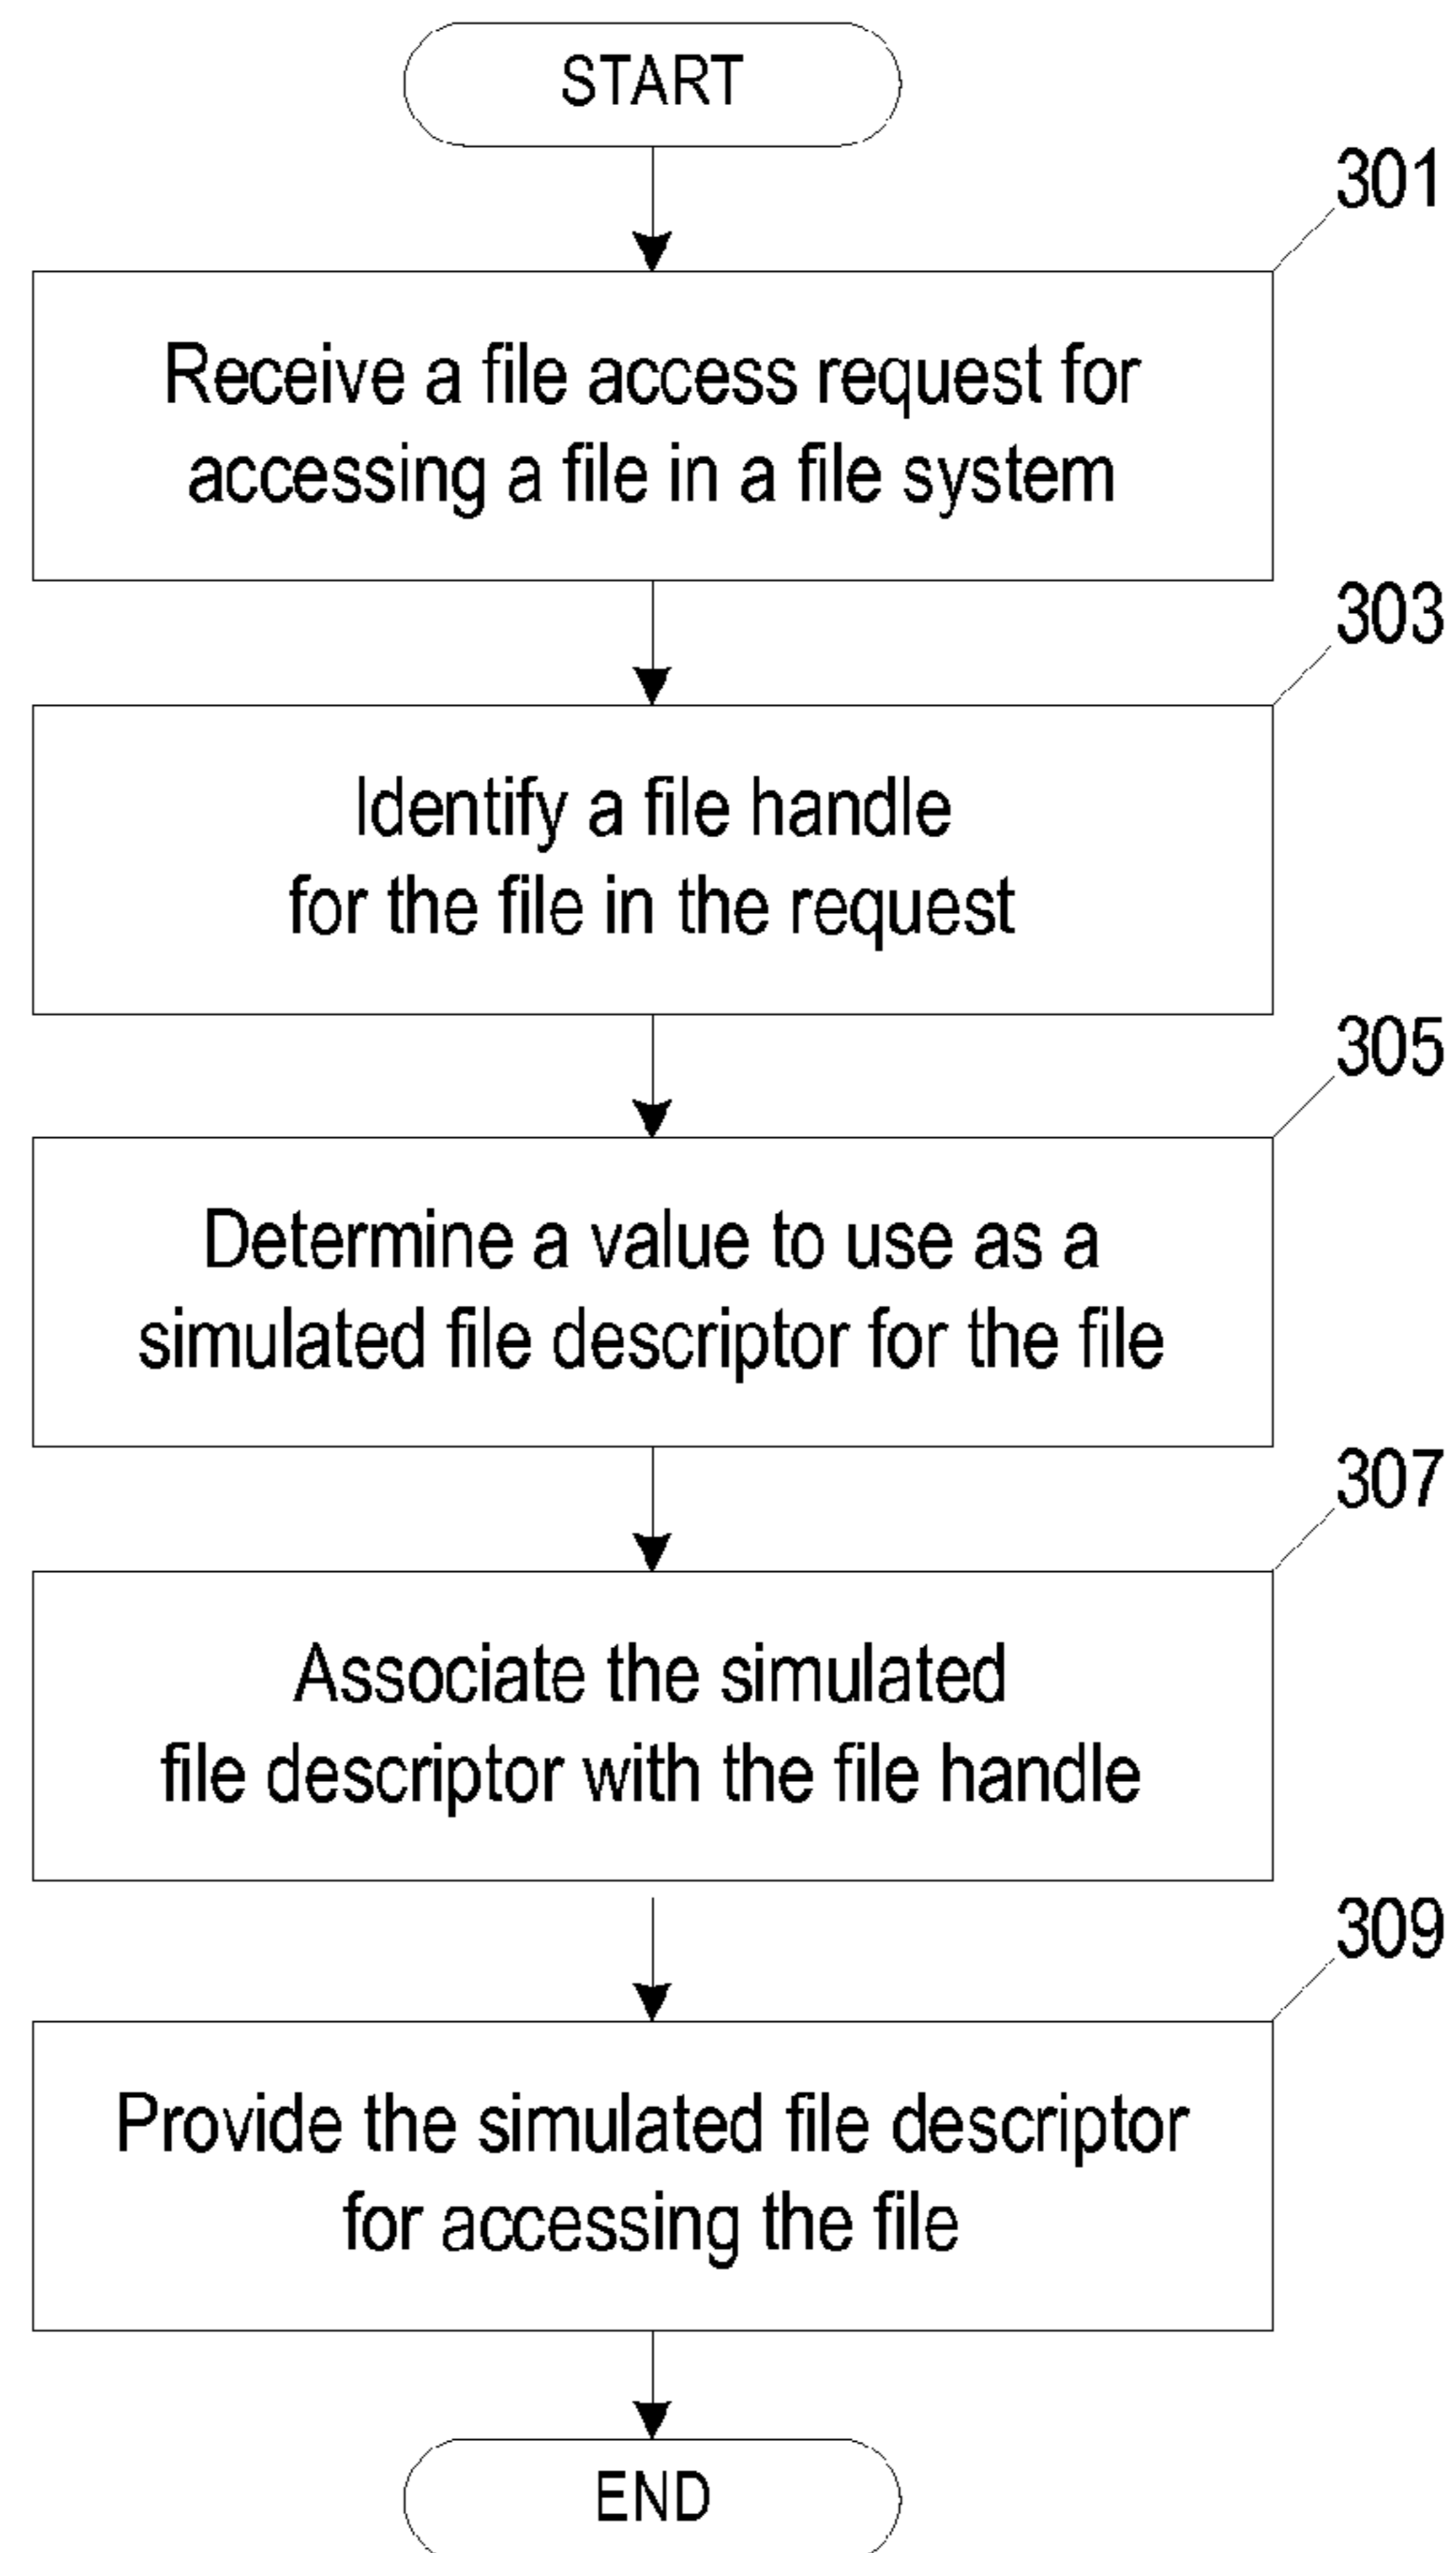 START
301
Receive a file access request for
accessing a file in a file system
303
Identify a file handle
for the file in the request
305
Determine a value to use as a
simulated file descriptor for the file
307
Associate the simulated
file descriptor with the file handle
309
Provide the simulated file descriptor
for accessing the file
END